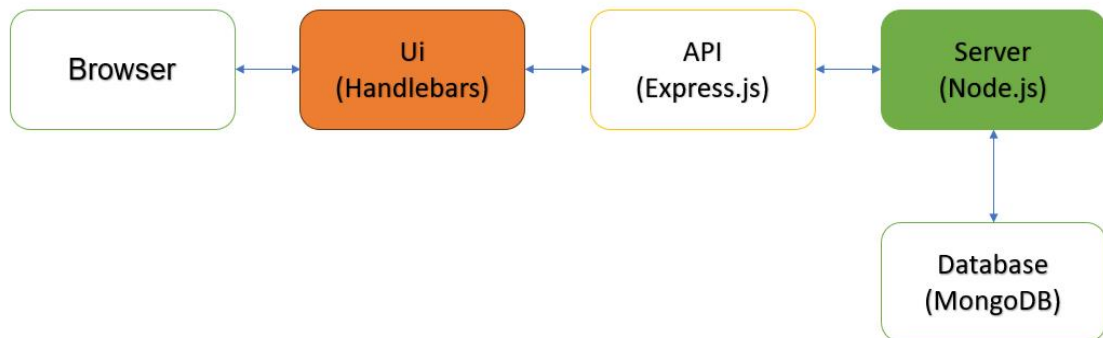 Browser
Ui
(Handlebars)
API
(Express.js)
Server
(Node.js)
Database
(MongoDB)